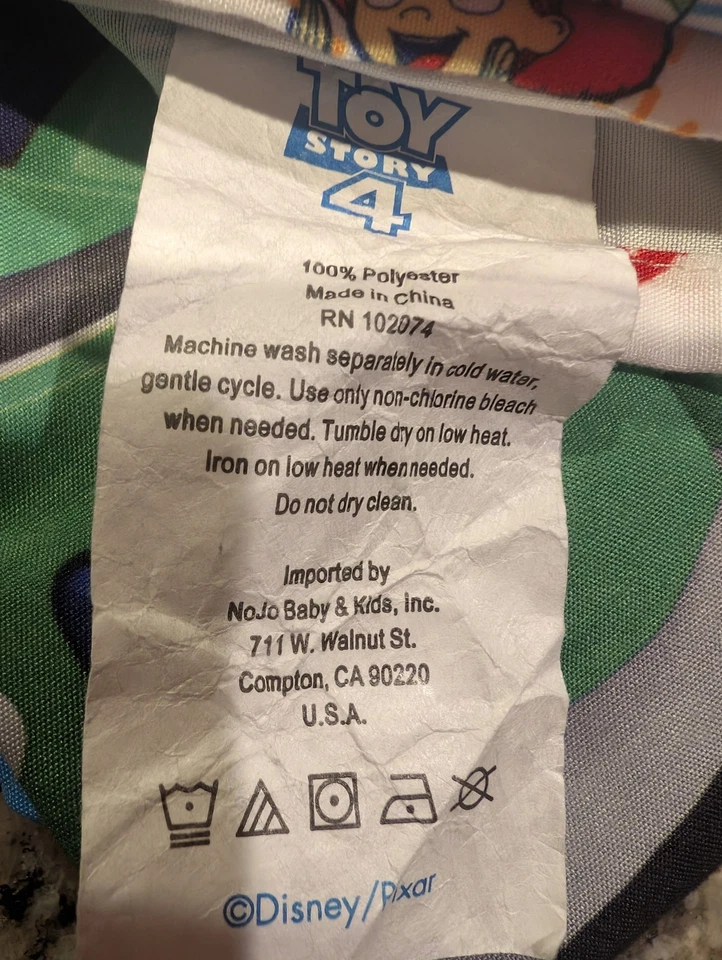 TOY
STORY
4
100% Polyester
Made in China
RN 102074
Machine wash separately in cold water,
gentle cycle. Use only non-chlorine bleach
when needed. Tumble dry on low heat.
Iron on low heat when needed.
Do not dry clean.
Imported by
NoJo Baby & Kids, Inc.
711 W. Walnut St.
Compton, CA 90220
U.S.A.
©Disney/Pixar